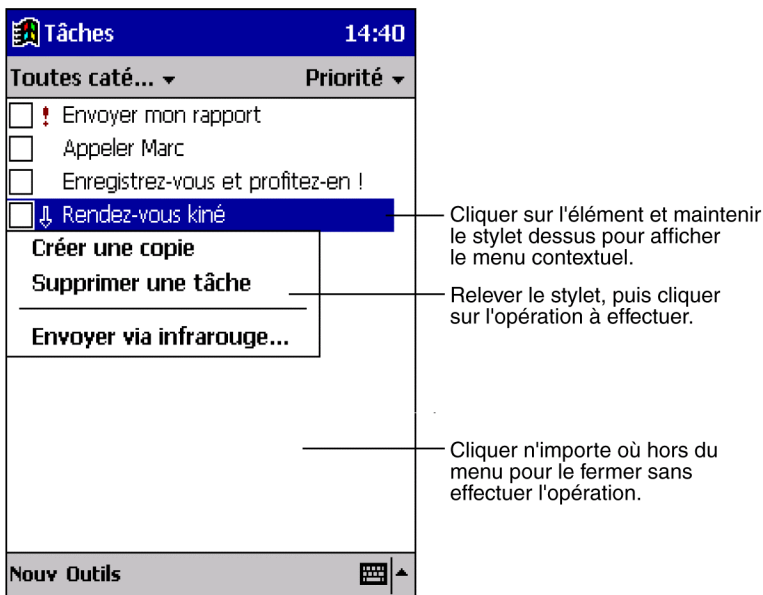 Tâches 14:40
Toutes caté... Priorité
Envoyer mon rapport
Appeler Marc
Enregistrez-vous et profitez-en !
Rendez-vous kiné
Créer une copie
Supprimer une tâche
Envoyer via infrarouge...
Cliquer sur l'élément et maintenir
le stylet dessus pour afficher
le menu contextuel.
Relever le stylet, puis cliquer
sur l'opération à effectuer.
Cliquer n'importe où hors du
menu pour le fermer sans
effectuer l'opération.
Nouv Outils